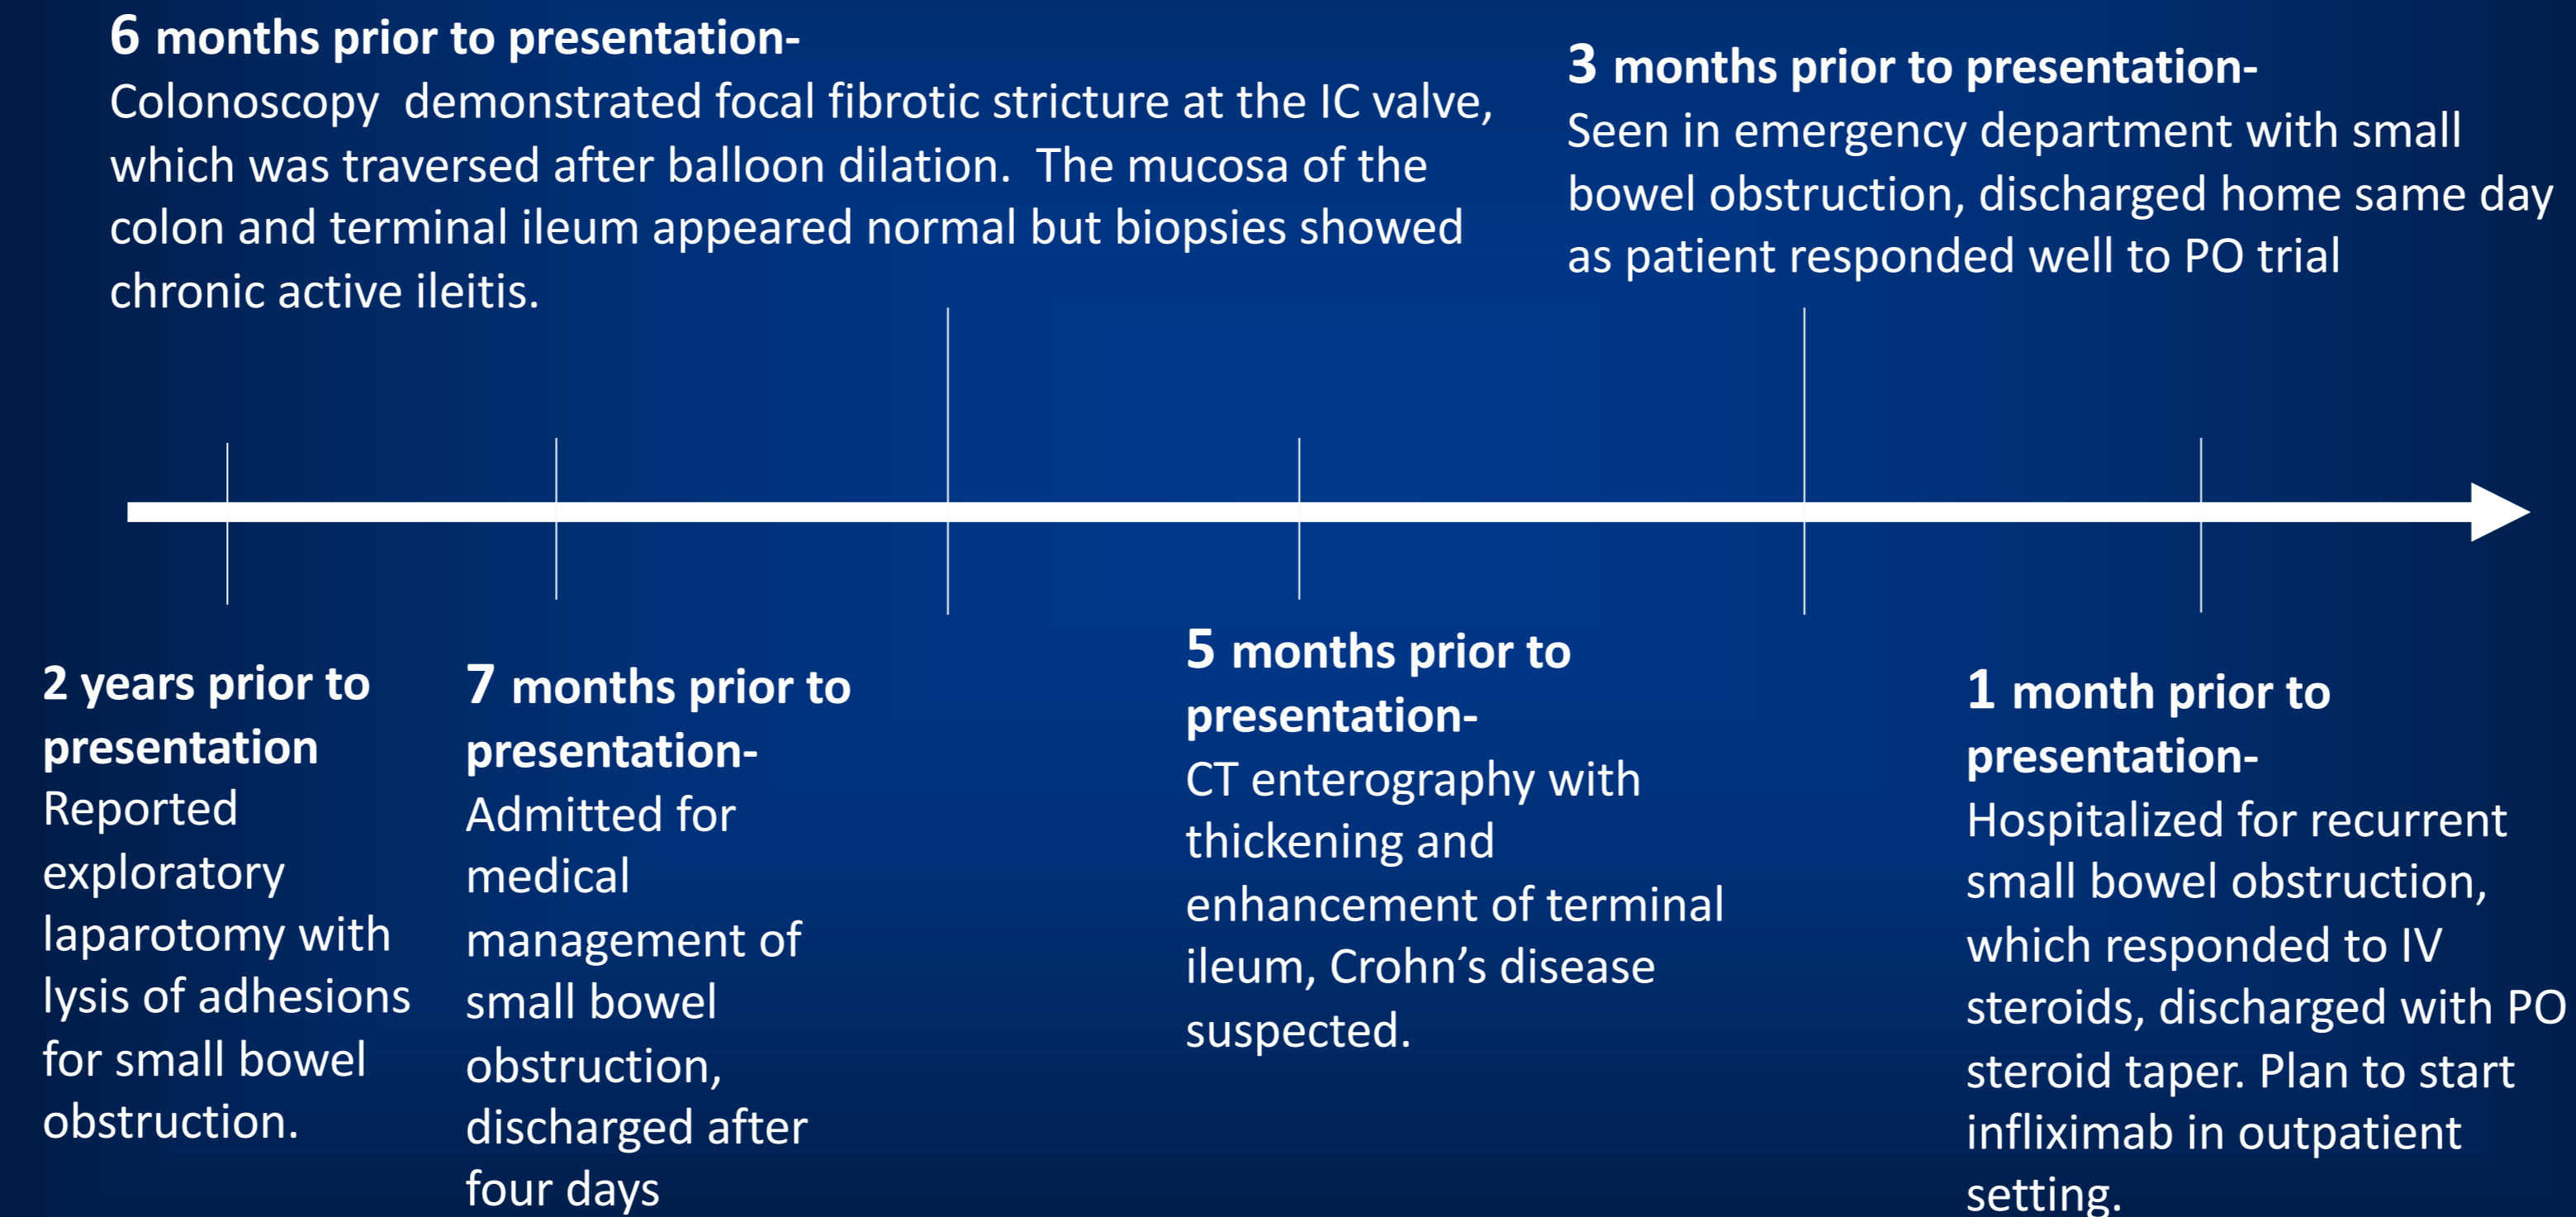 6 months prior to presentation-
Colonoscopy  demonstrated focal fibrotic stricture at the IC valve,
which was traversed after balloon dilation.  The mucosa of the
colon and terminal ileum appeared normal but biopsies showed
chronic active ileitis.
3 months prior to presentation-
Seen in emergency department with small
bowel obstruction, discharged home same day
as patient responded well to PO trial
2 years prior to
presentation
Reported
exploratory
laparotomy with
lysis of adhesions
for small bowel
obstruction.
7 months prior to
presentation-
Admitted for
medical
management of
small bowel
obstruction,
discharged after
four days
5 months prior to
presentation-
CT enterography with
thickening and
enhancement of terminal
ileum, Crohn’s disease
suspected.
1 month prior to
presentation-
Hospitalized for recurrent
small bowel obstruction,
which responded to IV
steroids, discharged with PO
steroid taper. Plan to start
infliximab in outpatient
setting.